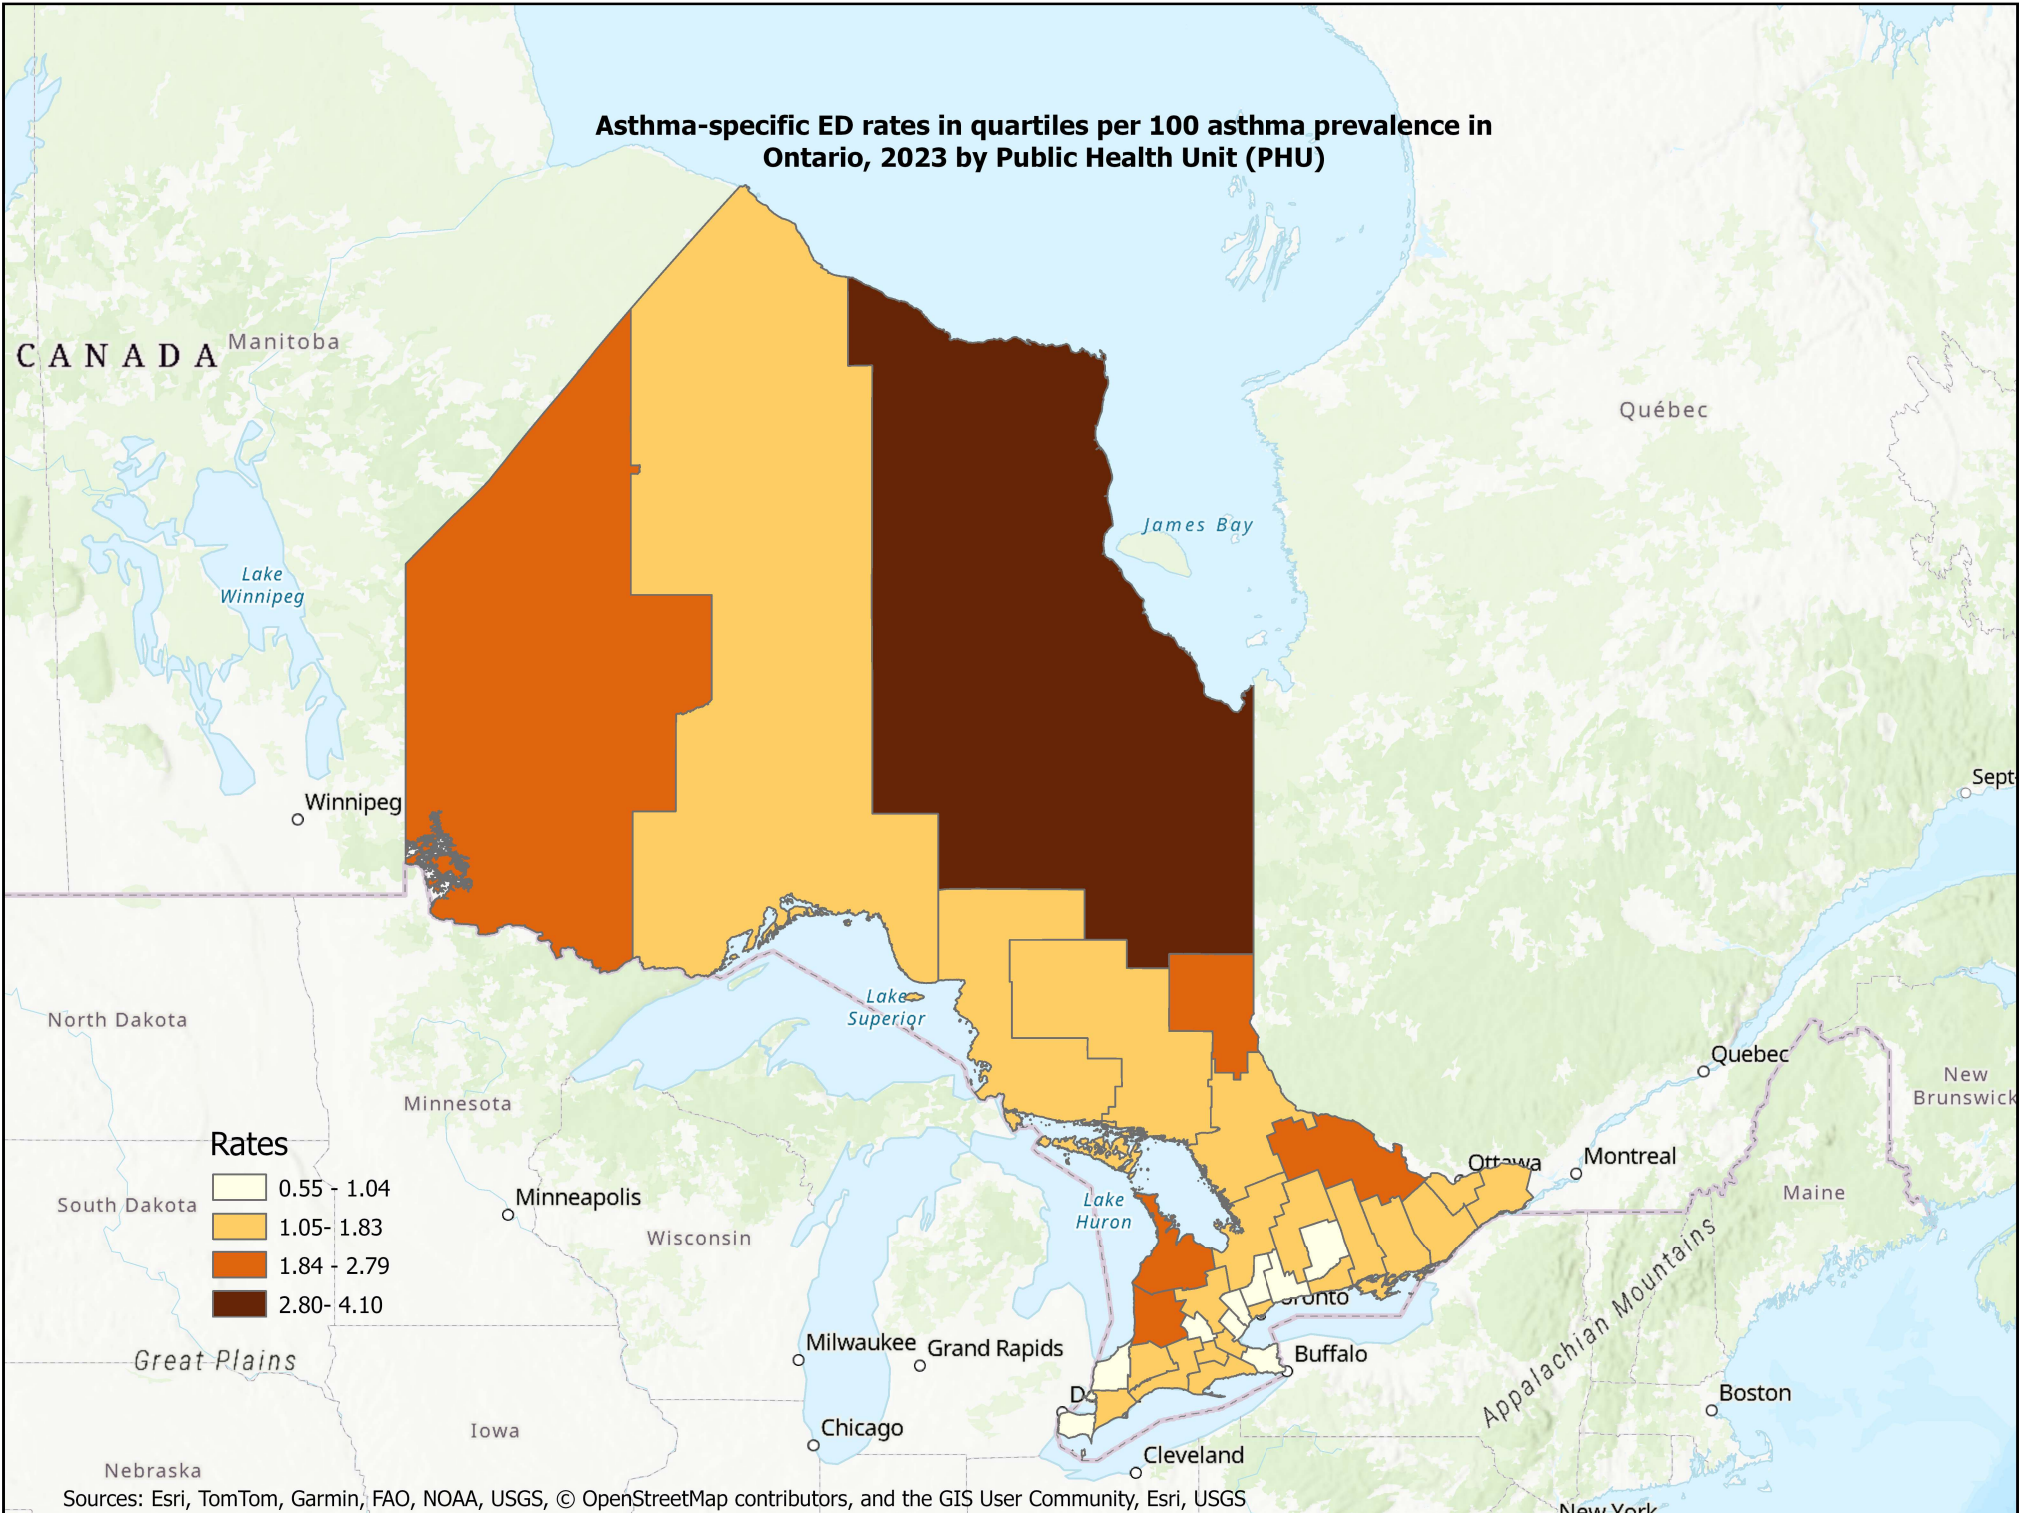 Asthma-specific ED rates in quartiles per 100 asthma prevalence in
Ontario, 2023 by Public Health Unit (PHU)
CANADA
Manitoba
Québec
James Bay
Lake
Winnipeg
Winnipeg
Sept-
Lake
Superior
North Dakota
Quebec
New
Brunswick
Minnesota
Rates
0.55 - 1.04
1.05- 1.83
1.84 - 2.79
2.80- 4.10
South Dakota
Minneapolis
Wisconsin
Lake
Huron
Ottawa
Montreal
Maine
oronto
Great Plains
Milwaukee
Grand Rapids
Buffalo
Appalachian Mountains
D
Boston
Iowa
Chicago
Cleveland
Nebraska
Sources: Esri, TomTom, Garmin, FAO, NOAA, USGS, © OpenStreetMap contributors, and the GIS User Community, Esri, USGS
New York